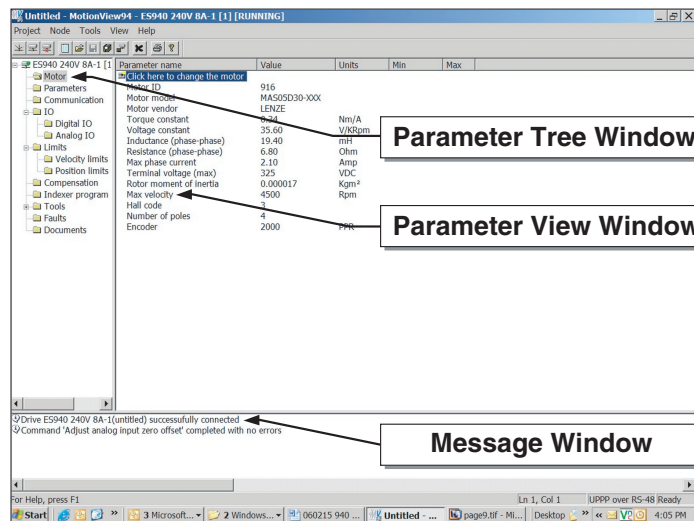 Untitled - MotionView94 - ES940 240V 8A-1 [1] [RUNNING]
Project Node Tools View Help
ES940 240V 8A-1 [1
Motor
Parameters
Communication
IO
Digital IO
Analog IO
Limits
Velocity limits
Position limits
Compensation
Indexer program
Tools
Faults
Documents
Parameter name Value Units Min Max
Click here to change the motor
Motor ID 916
Motor model MAS05D30-XXX
Motor vendor LENZE
Torque constant 0.34 Nm/A
Voltage constant 35.60 V/KRpm
Inductance (phase-phase) 19.40 mH
Resistance (phase-phase) 6.80 Ohm
Max phase current 2.10 Amp
Terminal voltage (max) 325 VDC
Rotor moment of inertia 0.000017 Kgm²
Max velocity 4500 Rpm
Hall code 3
Number of poles 4
Encoder 2000 PPR
Parameter Tree Window
Parameter View Window
Drive ES940 240V 8A-1(untitled) successufully connected
Command 'Adjust analog input zero offset' completed with no errors
Message Window
For Help, press F1 Ln 1, Col 1 UPPP over RS-48 Ready
Start » 3 Microsoft... 2 Windows... 060215 940 ... Untitled - ... page9.tif - Mi... Desktop » « 4:05 PM